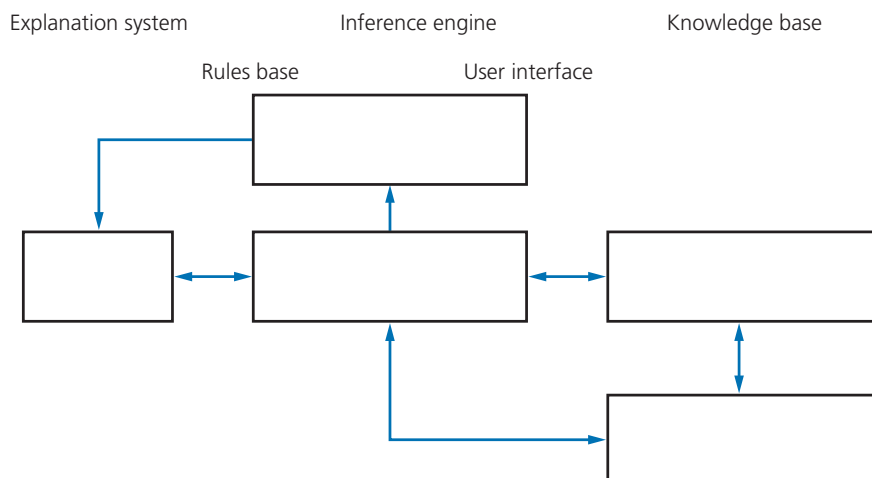 Explanation system Inference engine Knowledge base
Rules base User interface